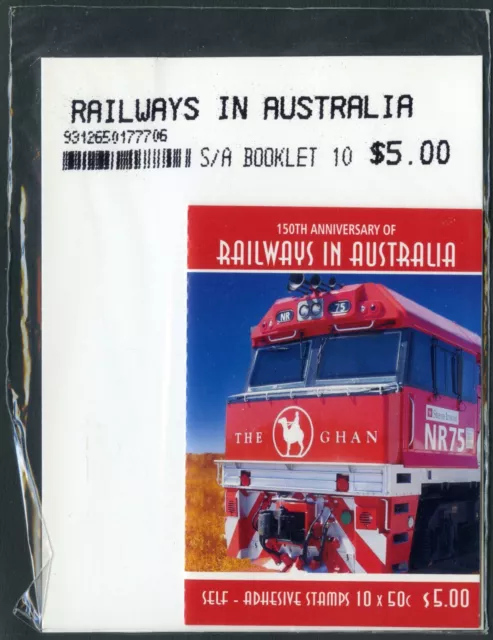 RAILWAYS IN AUSTRALIA
9312650177706
S/A BOOKLET 10 $5.00
150TH ANNIVERSARY OF
RAILWAYS IN AUSTRALIA
NR 75
THE GHAN
NR75
SELF - ADHESIVE STAMPS 10 x 50c $5.00